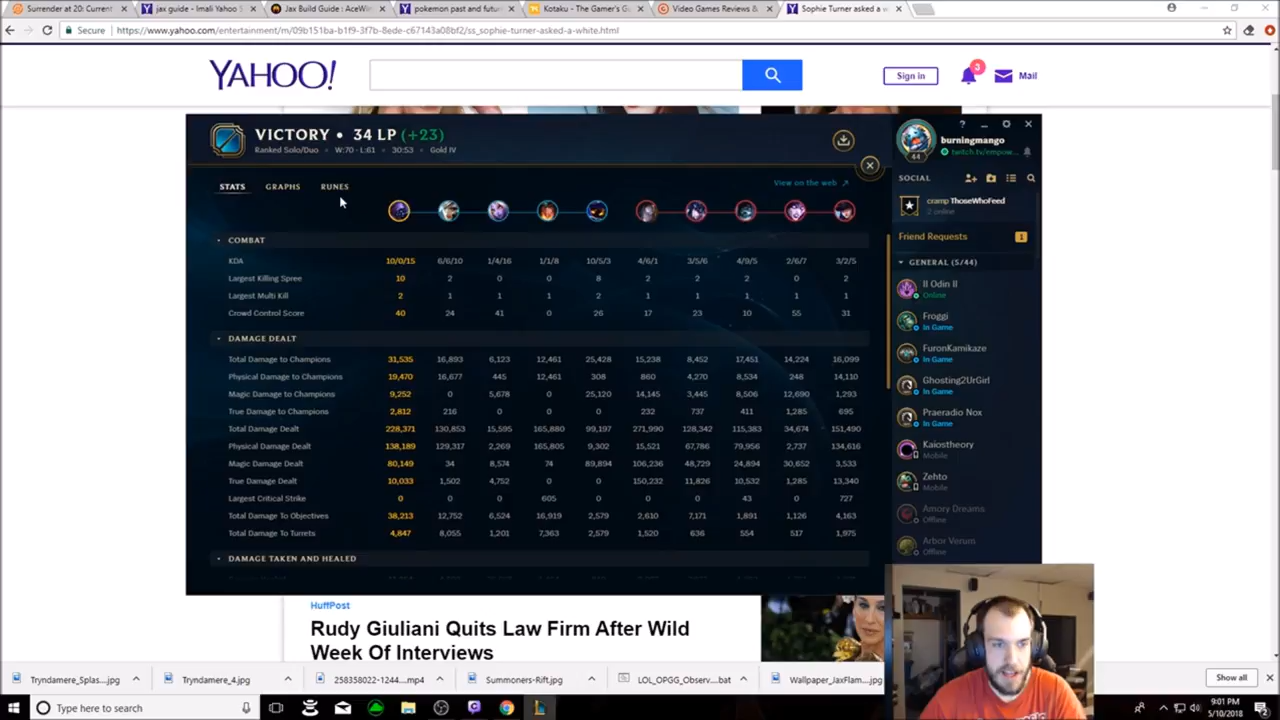 Surrender at 20: Current
jax guide - Imali Yahoo S
Jax Build Guide : AceWin
pokemon past and futur
Kotaku - The Gamer's Gu
Video Games Reviews &
Sophie Turner asked a w
Secure
https://www.yahoo.com/entertainment/m/09b151ba-b1f9-3f7b-8ede-c67143a08bf2/ss_sophie-turner-asked-a-white.html
YAHOO!
Sign in
3
Mail
VICTORY • 34 LP (+23)
Ranked Solo/Duo • W:70 - L:61 • 30:53 • Gold IV
STATS GRAPHS RUNES
View on the web
COMBAT
KDA 10/0/15 6/6/10 1/4/16 1/1/8 10/5/3 4/6/1 3/5/6 4/9/5 2/6/7 3/2/5
Largest Killing Spree 10 2 0 0 8 2 2 2 0 2
Largest Multi Kill 2 1 1 1 2 1 1 1 1 1
Crowd Control Score 40 24 41 0 26 17 23 10 55 31
DAMAGE DEALT
Total Damage to Champions 31,535 16,893 6,123 12,461 25,428 15,238 8,452 17,451 14,224 16,099
Physical Damage to Champions 19,470 16,677 445 12,461 308 860 4,270 8,534 248 14,110
Magic Damage to Champions 9,252 0 5,678 0 25,120 14,145 3,445 8,506 12,690 1,293
True Damage to Champions 2,812 216 0 0 0 232 737 411 1,285 695
Total Damage Dealt 228,371 130,853 15,595 165,880 99,197 271,990 128,342 115,383 34,674 151,490
Physical Damage Dealt 138,189 129,317 2,269 165,805 9,302 15,521 67,786 79,956 2,737 134,616
Magic Damage Dealt 80,149 34 8,574 74 89,894 106,236 48,729 24,894 30,652 3,533
True Damage Dealt 10,033 1,502 4,752 0 0 150,232 11,826 10,532 1,285 13,340
Largest Critical Strike 0 0 0 605 0 0 0 43 0 727
Total Damage To Objectives 38,213 12,752 6,524 16,919 2,579 2,610 7,171 1,891 1,126 4,163
Total Damage To Turrets 4,847 8,055 1,201 7,363 2,579 1,520 636 554 517 1,975
DAMAGE TAKEN AND HEALED
burningmango
twitch.tv/empow...
44
SOCIAL
cramp ThoseWhoFeed
2 online
Friend Requests 1
GENERAL (5/44)
II Odin II
Online
Froggi
In Game
FuronKamikaze
In Game
Ghosting2UrGirl
In Game
Praeradio Nox
In Game
Kaiostheory
Mobile
Zehto
Mobile
Amory Dreams
Offline
Arbor Verum
Offline
HuffPost
Rudy Giuliani Quits Law Firm After Wild
Week Of Interviews
Tryndamere_Splas....jpg
Tryndamere_4.jpg
258358022-1244....mp4
Summoners-Rift.jpg
LOL_OPGG_Observ....bat
Wallpaper_JaxFlam....jpg
Show all
Type here to search
9:01 PM
5/10/2018